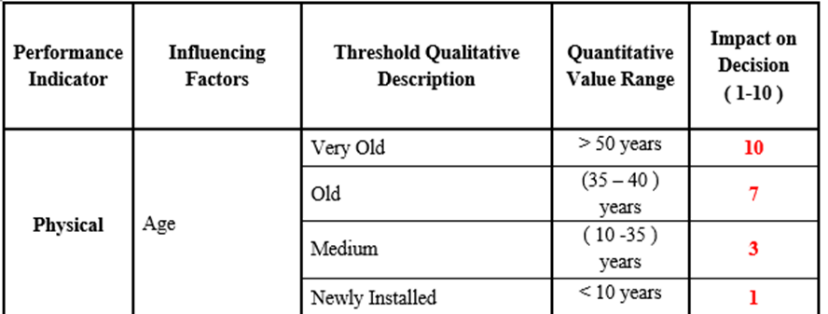 Performance Indicator
Influencing Factors
Threshold Qualitative Description
Quantitative Value Range
Impact on Decision ( 1-10 )
Physical
Age
Very Old
> 50 years
10
Old
(35 – 40 ) years
7
Medium
( 10 -35 ) years
3
Newly Installed
< 10 years
1